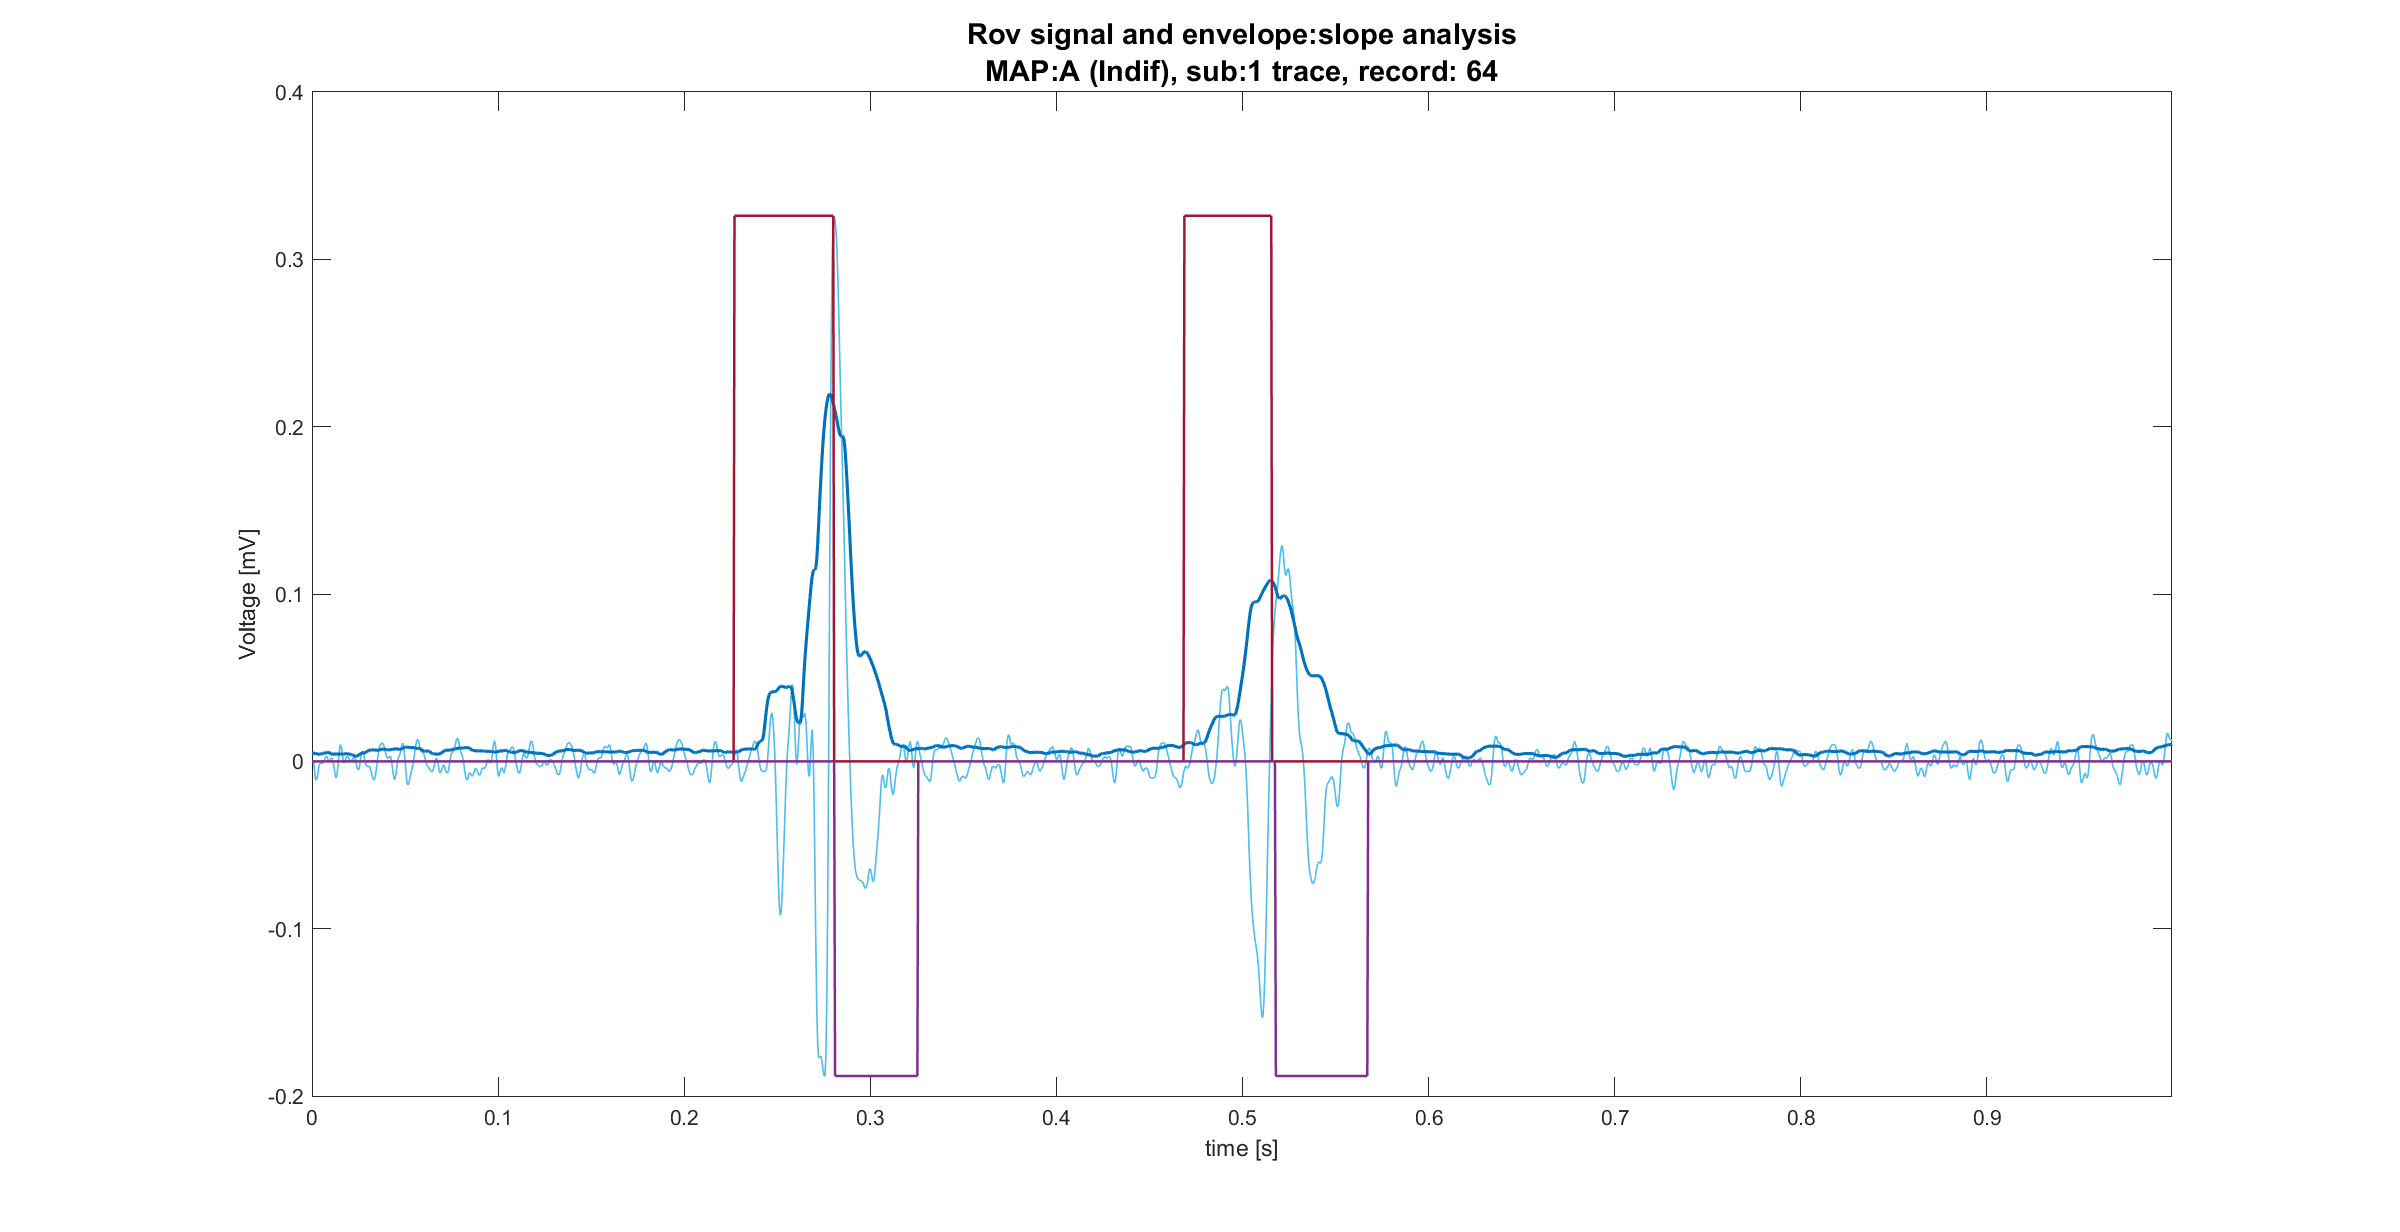 Rov signal and envelope:slope analysis
MAP:A (Indif), sub:1 trace, record: 64
0.4
0.3
0.2
0.1
0
-0.1
-0.2
Voltage [mV]
0 0.1 0.2 0.3 0.4 0.5 0.6 0.7 0.8 0.9
time [s]